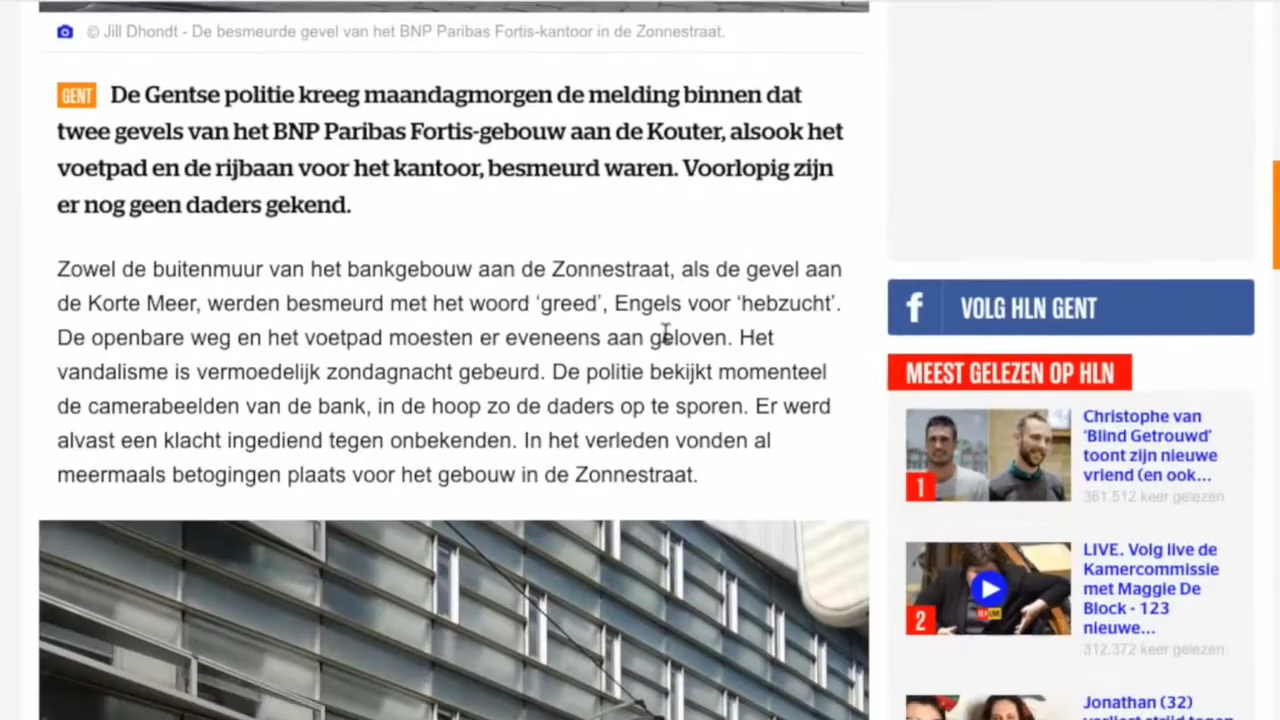 © Jill Dhondt - De besmeurde gevel van het BNP Paribas Fortis-kantoor in de Zonnestraat.
GENT De Gentse politie kreeg maandagmorgen de melding binnen dat
twee gevels van het BNP Paribas Fortis-gebouw aan de Kouter, alsook het
voetpad en de rijbaan voor het kantoor, besmeurd waren. Voorlopig zijn
er nog geen daders gekend.
Zowel de buitenmuur van het bankgebouw aan de Zonnestraat, als de gevel aan
de Korte Meer, werden besmeurd met het woord ‘greed’, Engels voor ‘hebzucht’.
De openbare weg en het voetpad moesten er eveneens aan geloven. Het
vandalisme is vermoedelijk zondagnacht gebeurd. De politie bekijkt momenteel
de camerabeelden van de bank, in de hoop zo de daders op te sporen. Er werd
alvast een klacht ingediend tegen onbekenden. In het verleden vonden al
meermaals betogingen plaats voor het gebouw in de Zonnestraat.
f VOLG HLN GENT
MEEST GELEZEN OP HLN
1
Christophe van
‘Blind Getrouwd’
toont zijn nieuwe
vriend (en ook...
361.512 keer gelezen
2
LIVE. Volg live de
Kamercommissie
met Maggie De
Block - 123
nieuwe...
312.372 keer gelezen
Jonathan (32)